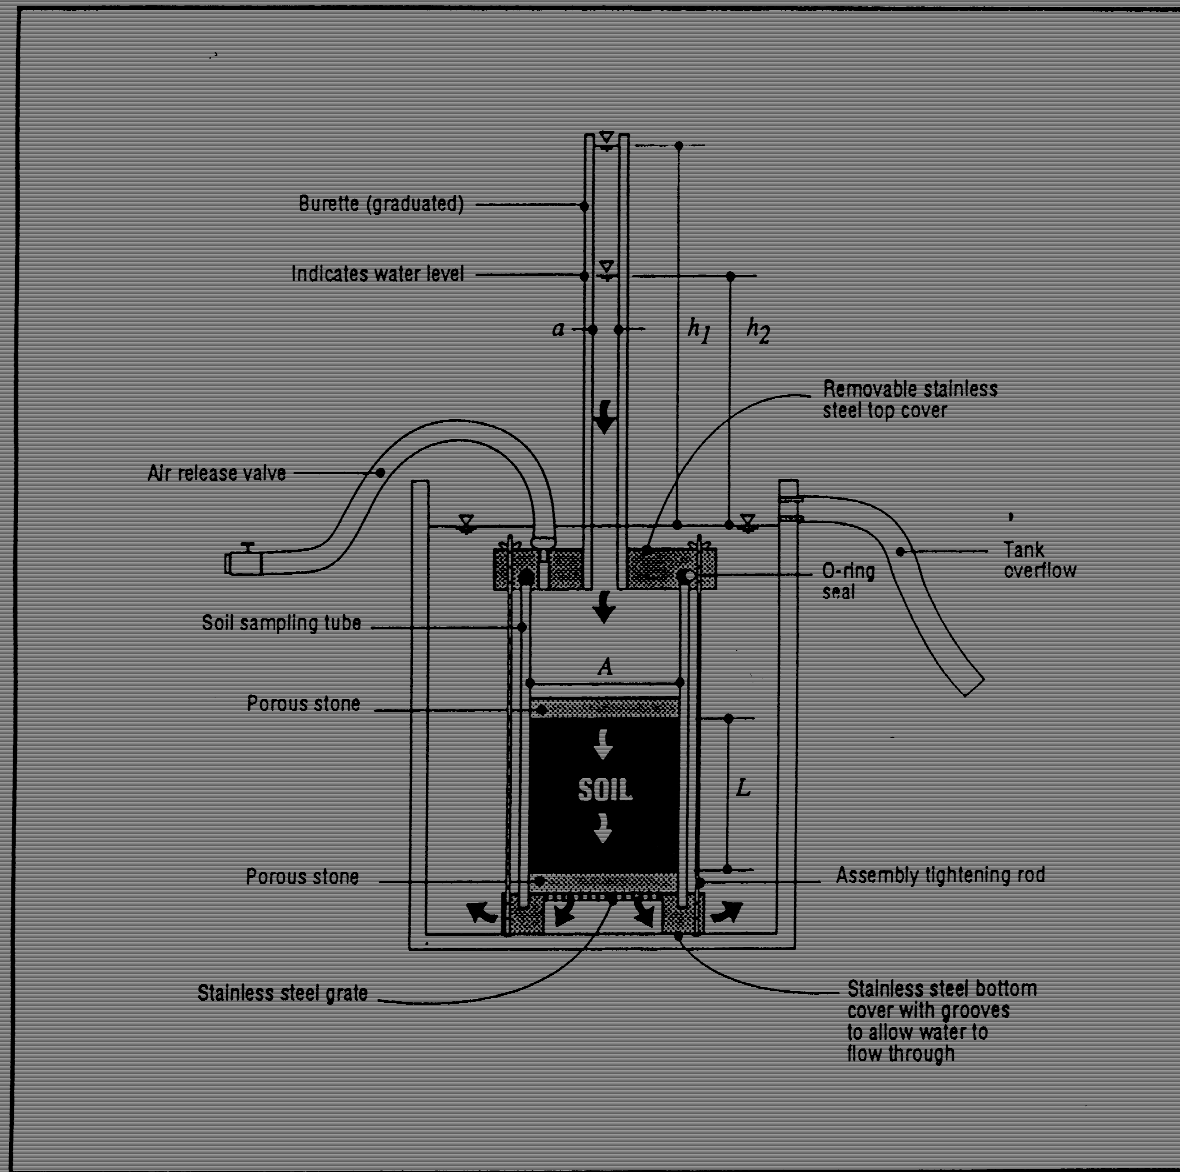 Burette (graduated)
Indicates water level
a
h1
h2
Removable stainless
steel top cover
Air release valve
Tank
overflow
O-ring
seal
Soil sampling tube
A
Porous stone
SOIL
L
Porous stone
Assembly tightening rod
Stainless steel grate
Stainless steel bottom
cover with grooves
to allow water to
flow through